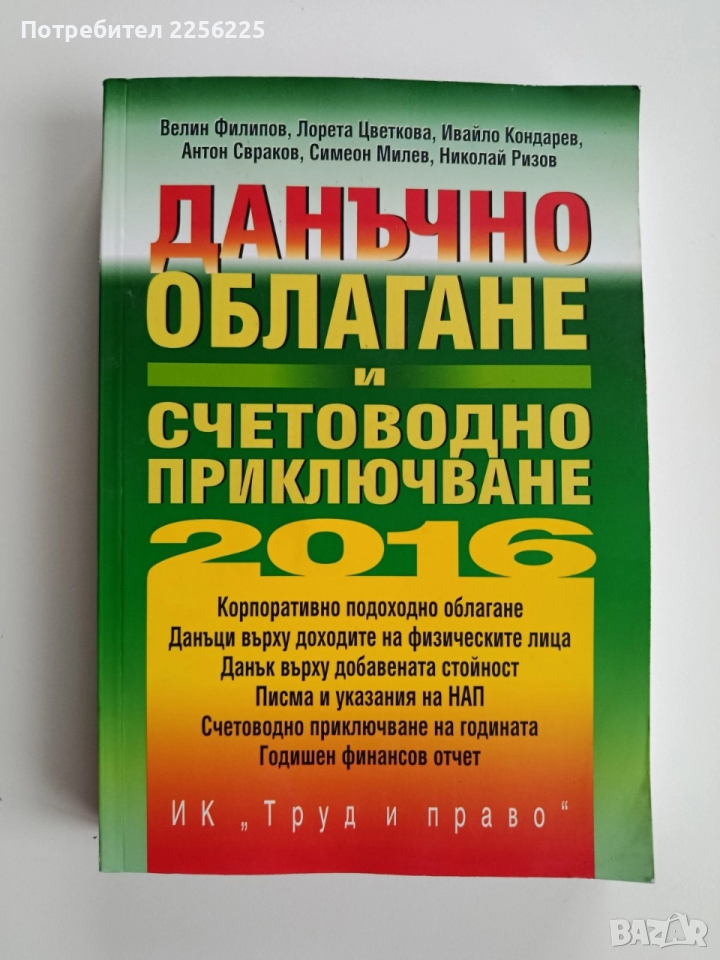 Потребител 2256225
Велин Филипов, Лорета Цветкова, Ивайло Кондарев,
Антон Свраков, Симеон Милев, Николай Ризов
ДАНЪЧНО
ОБЛАГАНЕ
и
СЧЕТОВОДНО
ПРИКЛЮЧВАНЕ
2016
Корпоративно подоходно облагане
Данъци върху доходите на физическите лица
Данък върху добавената стойност
Писма и указания на НАП
Счетоводно приключване на годината
Годишен финансов отчет
ИК „Труд и право“
BAZAR